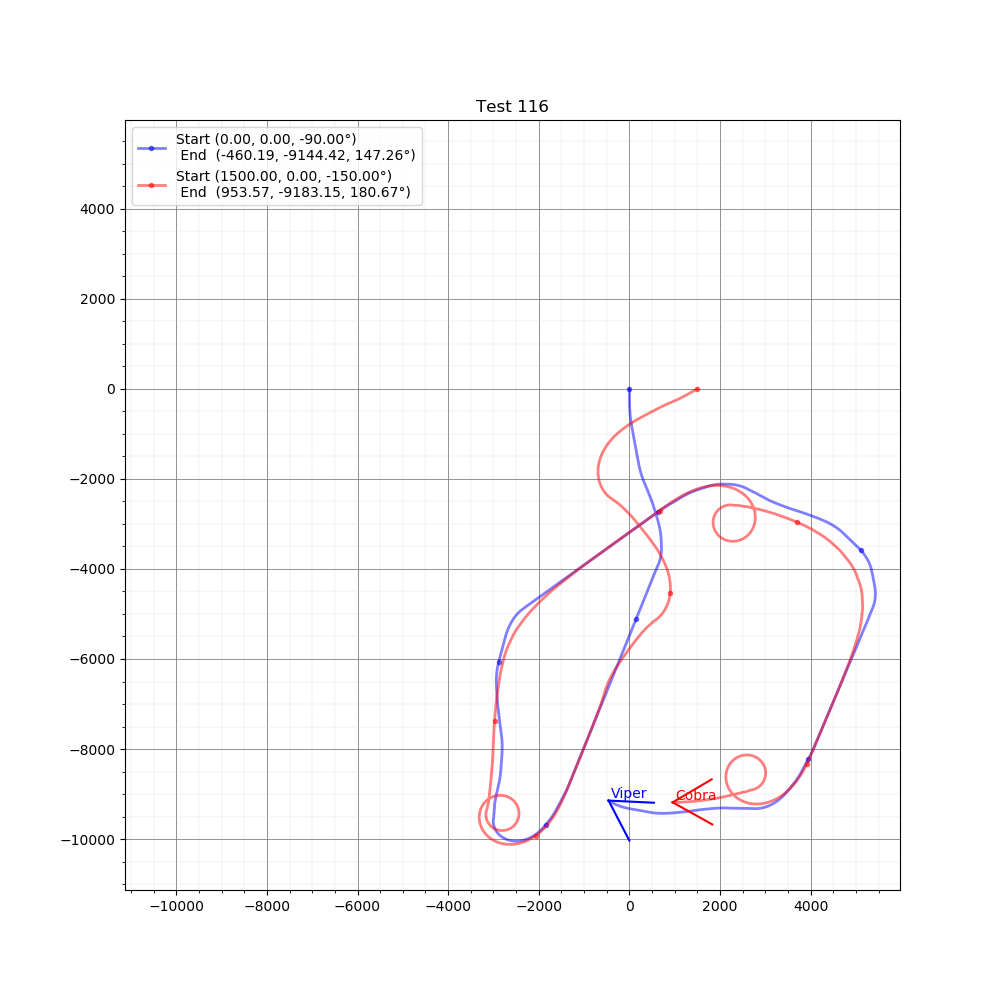 Test 116
Start (0.00, 0.00, -90.00°)
End (-460.19, -9144.42, 147.26°)
Start (1500.00, 0.00, -150.00°)
End (953.57, -9183.15, 180.67°)
4000
2000
0
−2000
−4000
−6000
−8000
−10000
Viper
Cobra
−10000 −8000 −6000 −4000 −2000 0 2000 4000